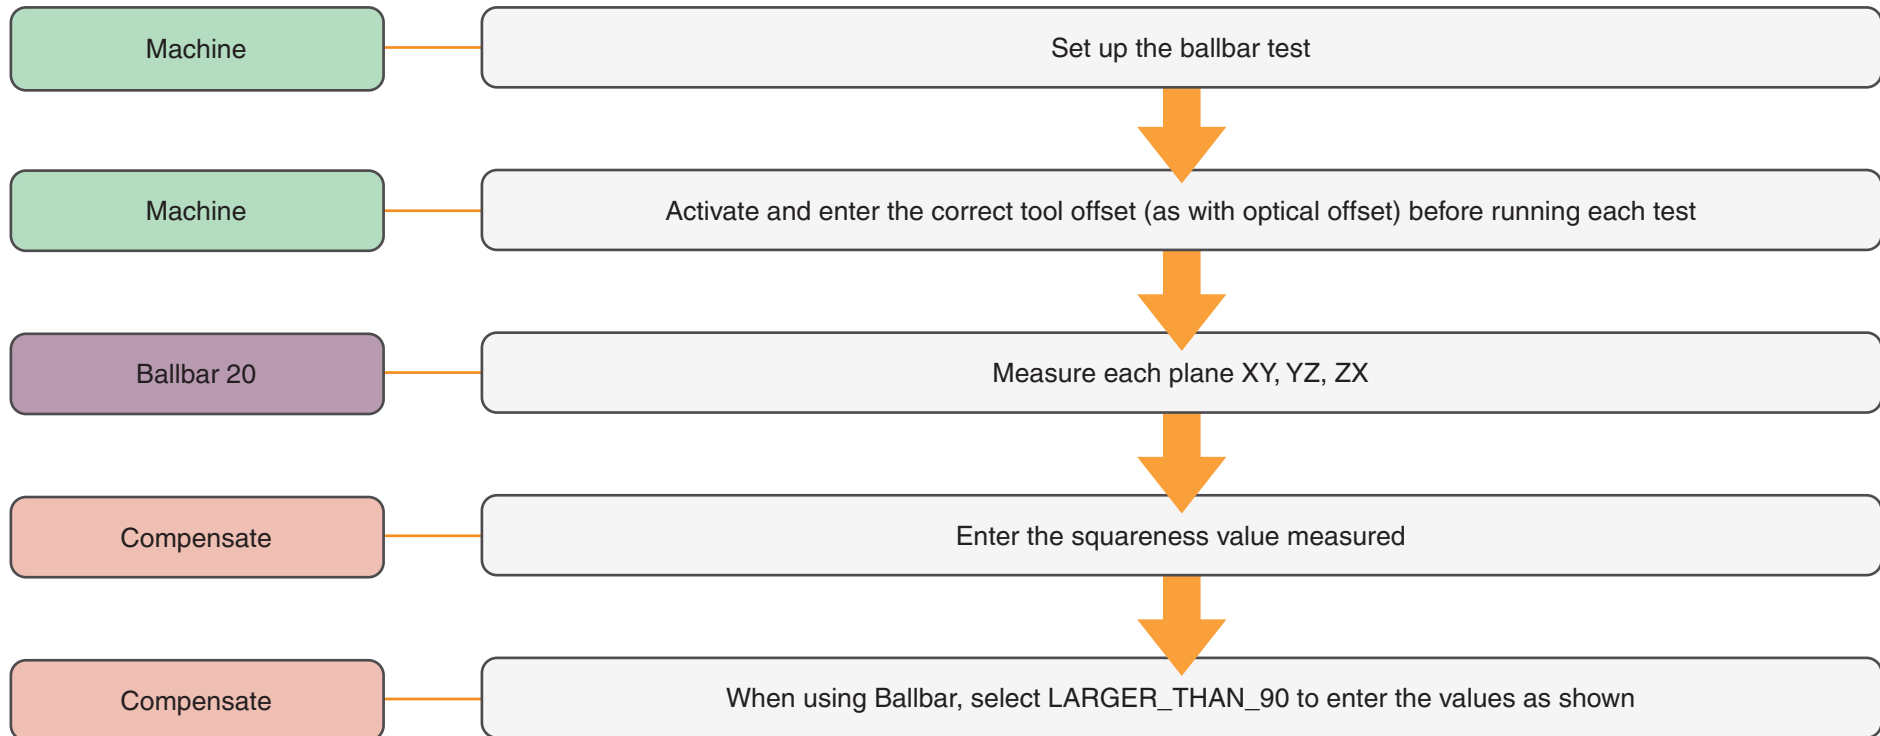 Machine
Set up the ballbar test
Machine
Activate and enter the correct tool offset (as with optical offset) before running each test
Ballbar 20
Measure each plane XY, YZ, ZX
Compensate
Enter the squareness value measured
Compensate
When using Ballbar, select LARGER_THAN_90 to enter the values as shown